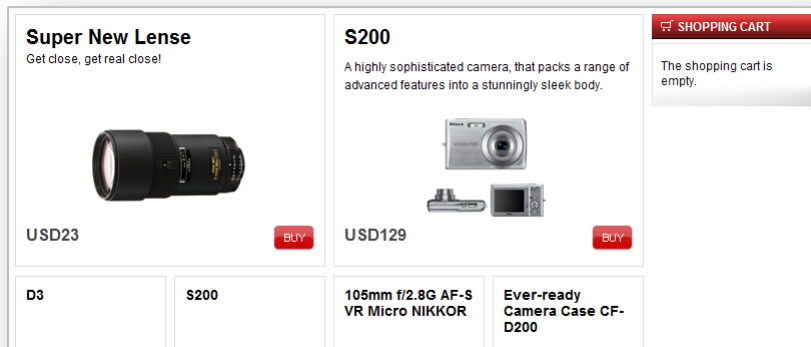 Super New Lense
Get close, get real close!
USD23
BUY
S200
A highly sophisticated camera, that packs a range of
advanced features into a stunningly sleek body.
Nikon
COOLPIX
USD129
BUY
SHOPPING CART
The shopping cart is
empty.
D3
S200
105mm f/2.8G AF-S
VR Micro NIKKOR
Ever-ready
Camera Case CF-
D200